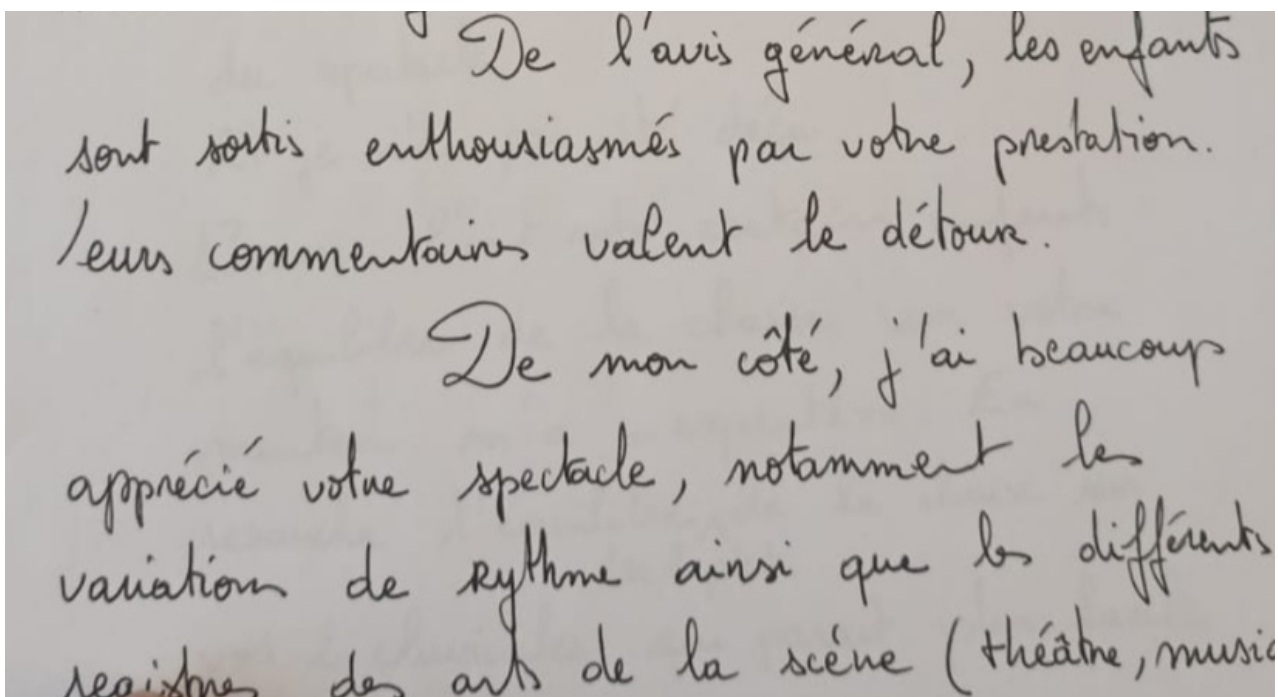 De l'avis général, les enfants
sont sortis enthousiasmés par votre prestation.
leurs commentaires valent le détour.
De mon côté, j'ai beaucoup
apprécié votre spectacle, notamment les
variations de rythme ainsi que les différents
registres des arts de la scène (théâtre, music